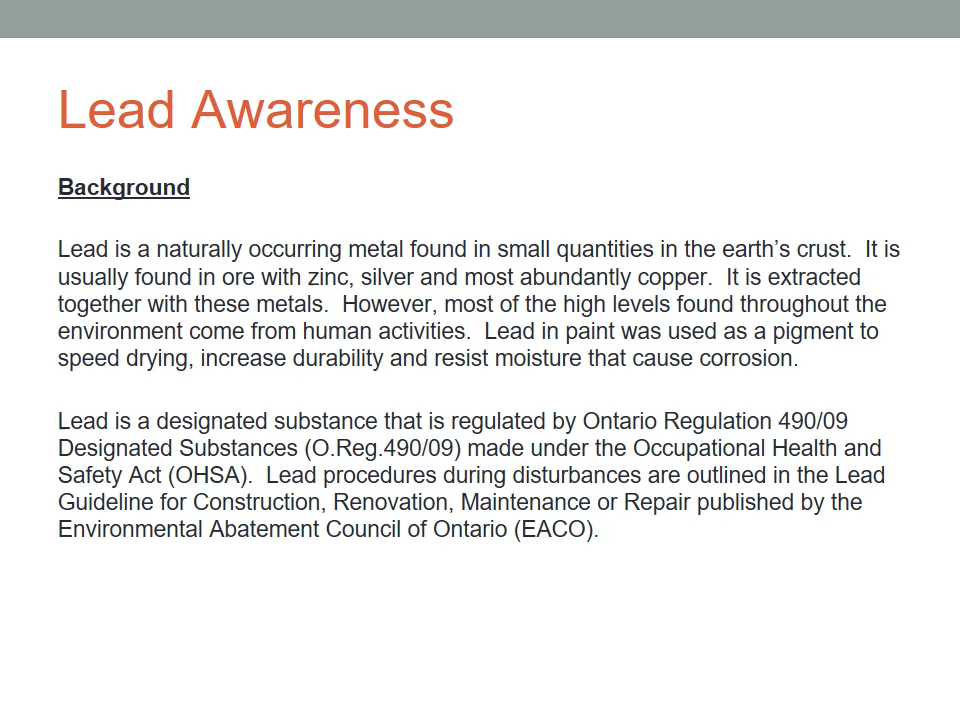 Lead Awareness
Background
Lead is a naturally occurring metal found in small quantities in the earth’s crust.  It is
usually found in ore with zinc, silver and most abundantly copper.  It is extracted
together with these metals.  However, most of the high levels found throughout the
environment come from human activities.  Lead in paint was used as a pigment to
speed drying, increase durability and resist moisture that cause corrosion.
Lead is a designated substance that is regulated by Ontario Regulation 490/09
Designated Substances (O.Reg.490/09) made under the Occupational Health and
Safety Act (OHSA).  Lead procedures during disturbances are outlined in the Lead
Guideline for Construction, Renovation, Maintenance or Repair published by the
Environmental Abatement Council of Ontario (EACO).